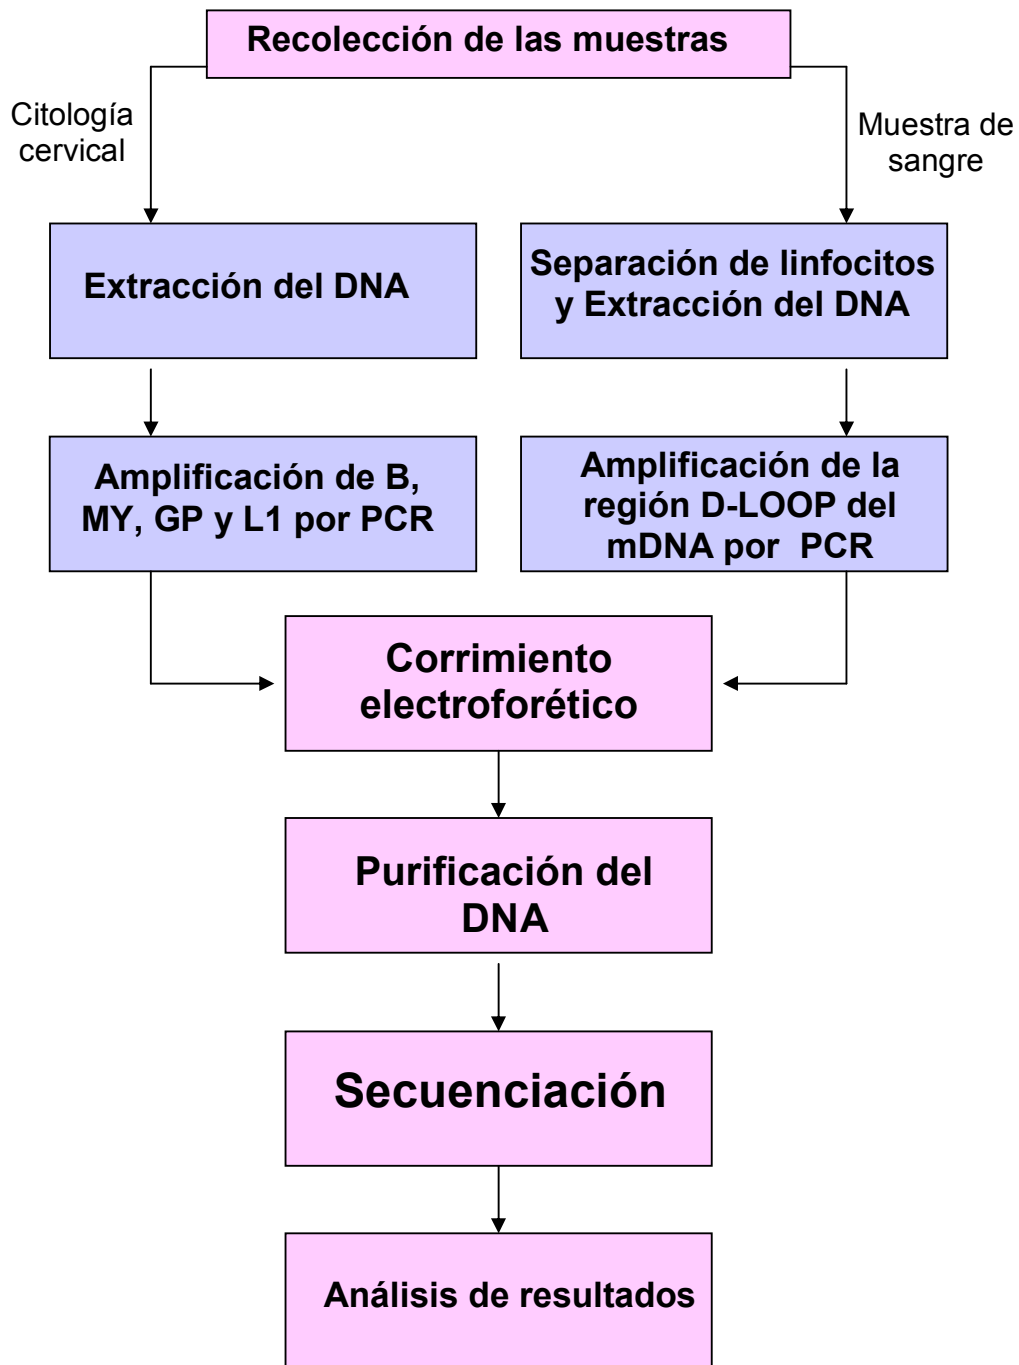 Recolección de las muestras
Citología
cervical
Muestra de
sangre
Extracción del DNA
Separación de linfocitos
y Extracción del DNA
Amplificación de B,
MY, GP y L1 por PCR
Amplificación de la
región D-LOOP del
mDNA por PCR
Corrimiento
electroforético
Purificación del
DNA
Secuenciación
Análisis de resultados